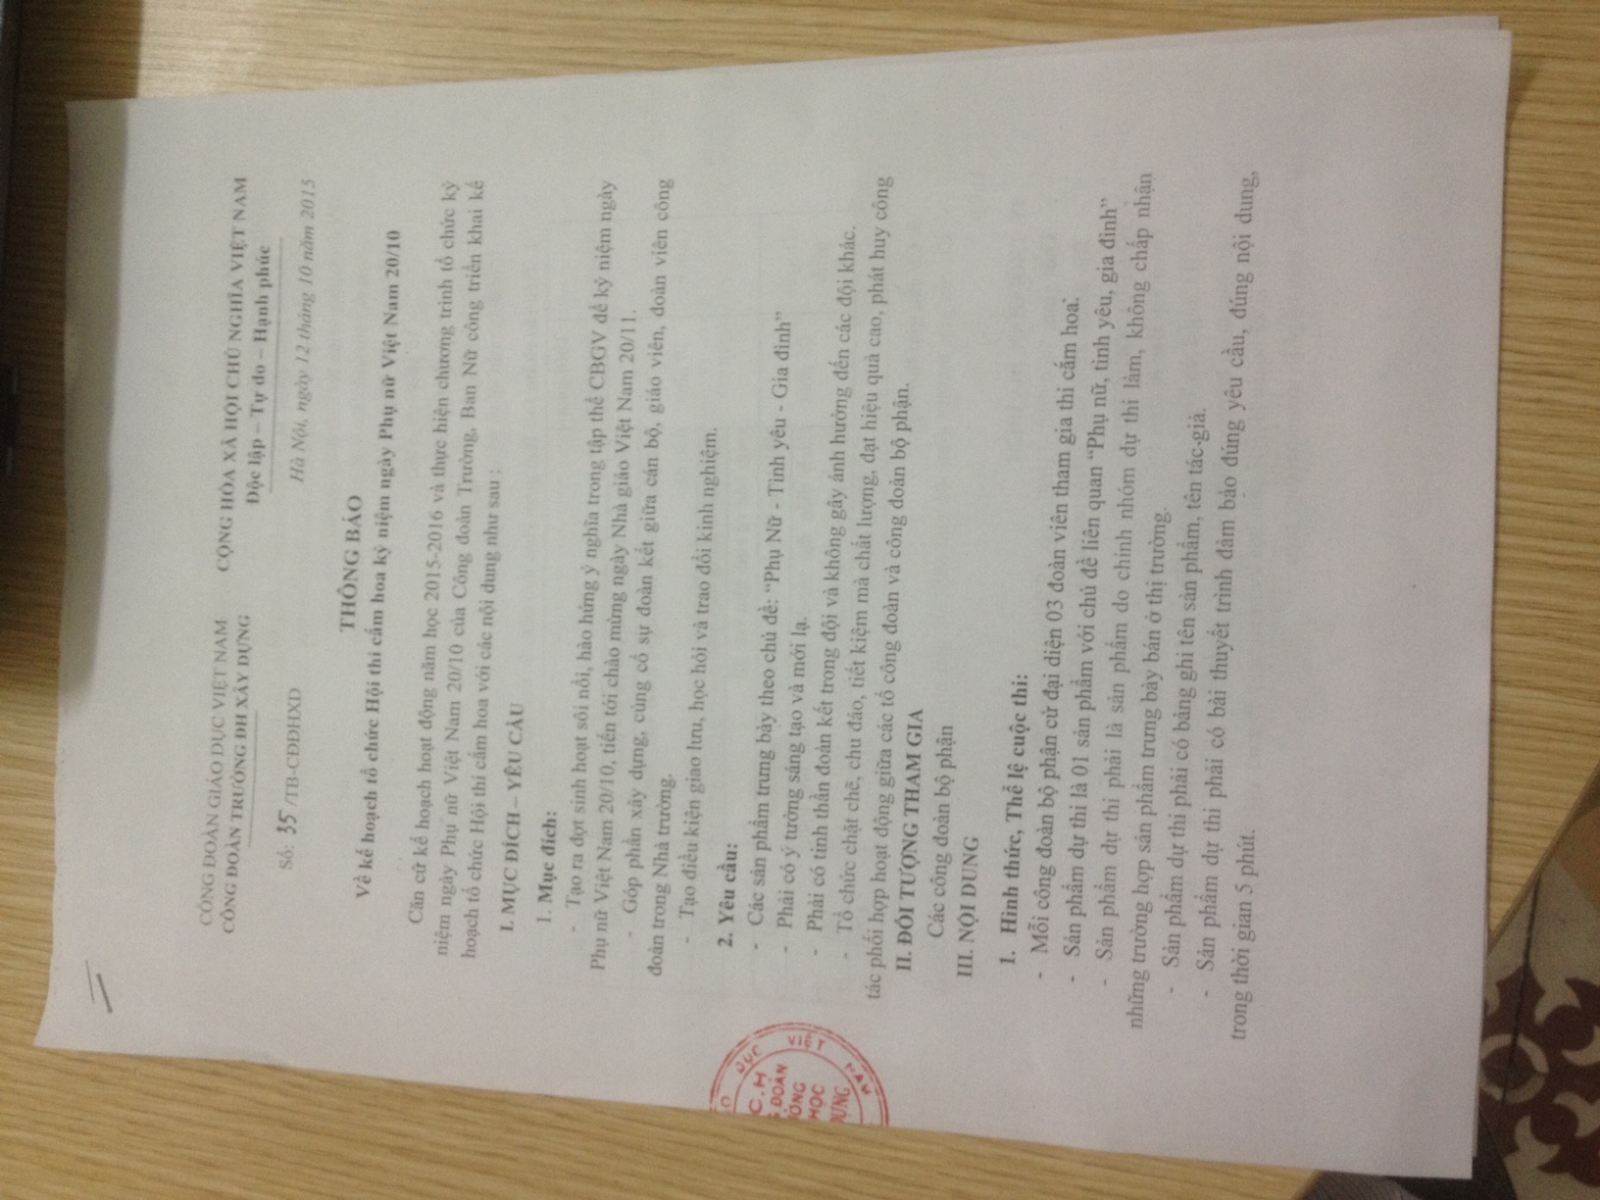 CÔNG ĐOÀN GIÁO DỤC VIỆT NAM
CÔNG ĐOÀN TRƯỜNG ĐH XÂY DỰNG
Số: 35/TB-CĐĐHXD
CỘNG HÒA XÃ HỘI CHỦ NGHĨA VIỆT NAM
Độc lập – Tự do – Hạnh phúc
Hà Nội, ngày 12 tháng 10 năm 2015
THÔNG BÁO
Về kế hoạch tổ chức Hội thi cắm hoa kỷ niệm ngày Phụ nữ Việt Nam 20/10
Căn cứ kế hoạch hoạt động năm học 2015-2016 và thực hiện chương trình tổ chức kỷ
niệm ngày Phụ nữ Việt Nam 20/10 của Công đoàn Trường, Ban Nữ công triển khai kế
hoạch tổ chức Hội thi cắm hoa với các nội dung như sau :
I. MỤC ĐÍCH – YÊU CẦU
1. Mục đích:
- Tạo ra đợt sinh hoạt sôi nổi, hào hứng ý nghĩa trong tập thể CBGV để kỷ niệm ngày
Phụ nữ Việt Nam 20/10, tiến tới chào mừng ngày Nhà giáo Việt Nam 20/11.
- Góp phần xây dựng, củng cố sự đoàn kết giữa cán bộ, giáo viên, đoàn viên công
đoàn trong Nhà trường.
- Tạo điều kiện giao lưu, học hỏi và trao đổi kinh nghiệm.
2. Yêu cầu:
- Các sản phẩm trưng bày theo chủ đề: “Phụ Nữ - Tình yêu - Gia đình”
- Phải có ý tưởng sáng tạo và mới lạ.
- Phải có tinh thần đoàn kết trong đội và không gây ảnh hưởng đến các đội khác.
- Tổ chức chặt chẽ, chu đáo, tiết kiệm mà chất lượng, đạt hiệu quả cao, phát huy công
tác phối hợp hoạt động giữa các tổ công đoàn và công đoàn bộ phận.
II. ĐỐI TƯỢNG THAM GIA
Các công đoàn bộ phận
III. NỘI DUNG
1. Hình thức, Thể lệ cuộc thi:
- Mỗi công đoàn bộ phận cử đại diện 03 đoàn viên tham gia thi cắm hoa.
- Sản phẩm dự thi là 01 sản phẩm với chủ đề liên quan “Phụ nữ, tình yêu, gia đình”
- Sản phẩm dự thi phải là sản phẩm do chính nhóm dự thi làm, không chấp nhận
những trường hợp sản phẩm trưng bày bán ở thị trường.
- Sản phẩm dự thi phải có bảng ghi tên sản phẩm, tên tác giả.
- Sản phẩm dự thi phải có bài thuyết trình đảm bảo đúng yêu cầu, đúng nội dung,
trong thời gian 5 phút.
DỤC VIỆT NAM
C.H
ĐOÀN
HỌC